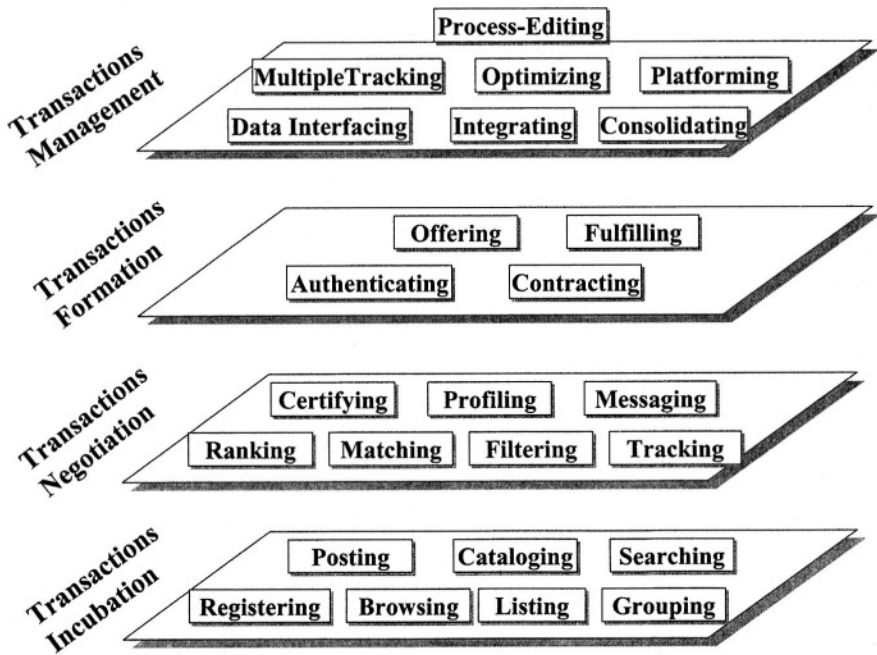 Process-Editing
Transactions
Management
MultipleTracking Optimizing Platforming
Data Interfacing Integrating Consolidating
Transactions
Formation
Offering Fulfilling
Authenticating Contracting
Transactions
Negotiation
Certifying Profiling Messaging
Ranking Matching Filtering Tracking
Transactions
Incubation
Posting Cataloging Searching
Registering Browsing Listing Grouping